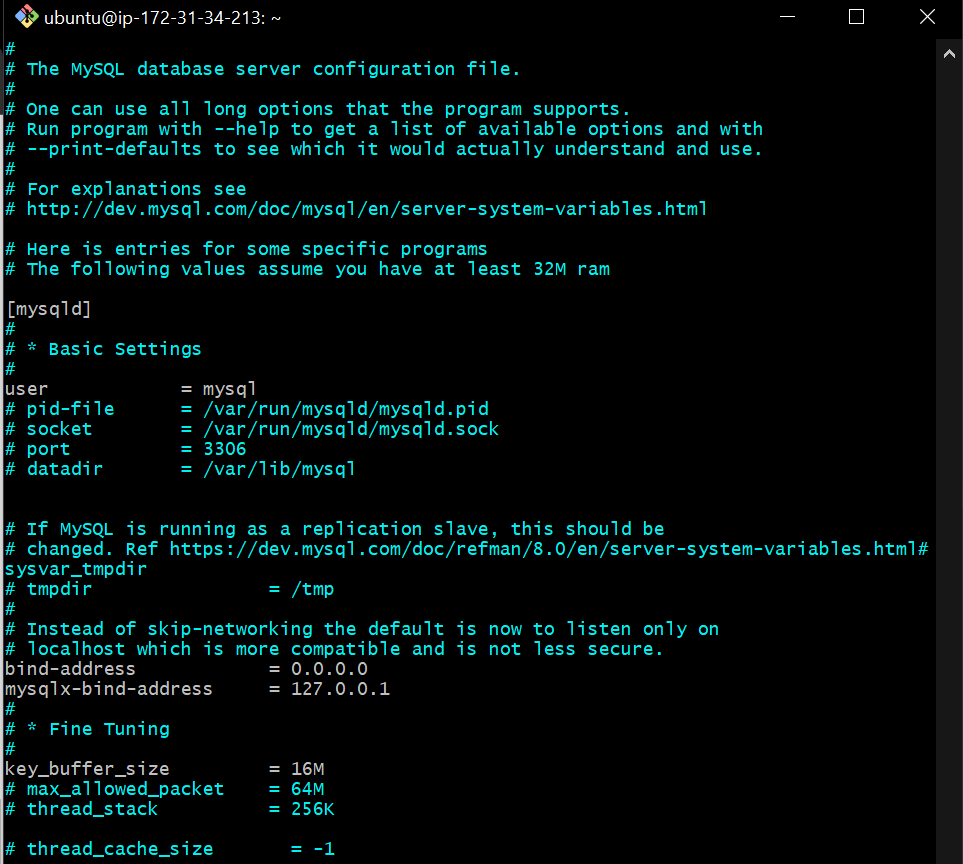 ubuntu@ip-172-31-34-213: ~
#
# The MySQL database server configuration file.
#
# One can use all long options that the program supports.
# Run program with --help to get a list of available options and with
# --print-defaults to see which it would actually understand and use.
#
# For explanations see
# http://dev.mysql.com/doc/mysql/en/server-system-variables.html

# Here is entries for some specific programs
# The following values assume you have at least 32M ram

[mysqld]
#
# * Basic Settings
#
user            = mysql
# pid-file      = /var/run/mysqld/mysqld.pid
# socket        = /var/run/mysqld/mysqld.sock
# port          = 3306
# datadir       = /var/lib/mysql


# If MySQL is running as a replication slave, this should be
# changed. Ref https://dev.mysql.com/doc/refman/8.0/en/server-system-variables.html#
sysvar_tmpdir
# tmpdir                = /tmp
#
# Instead of skip-networking the default is now to listen only on
# localhost which is more compatible and is not less secure.
bind-address            = 0.0.0.0
mysqlx-bind-address     = 127.0.0.1
#
# * Fine Tuning
#
key_buffer_size         = 16M
# max_allowed_packet    = 64M
# thread_stack          = 256K

# thread_cache_size       = -1